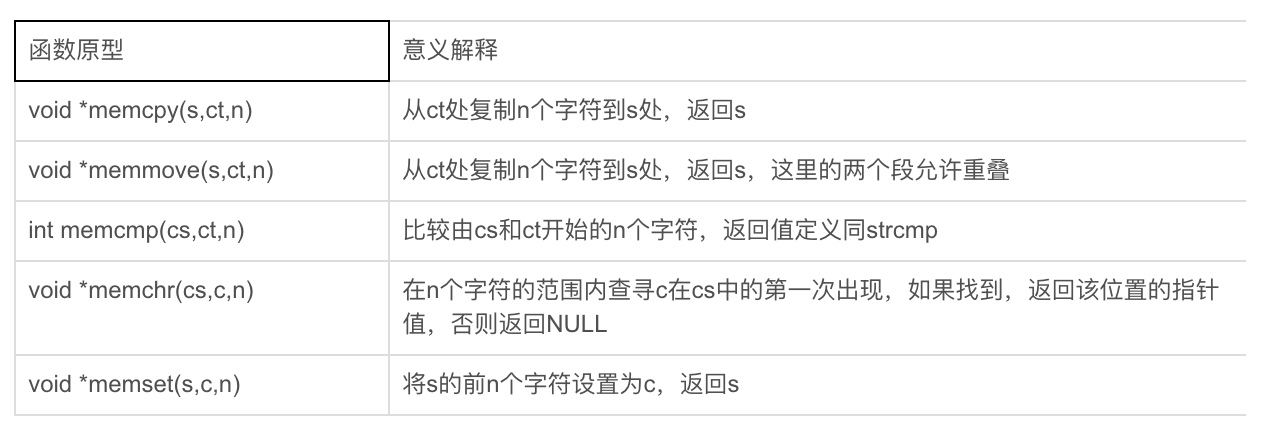 函数原型
意义解释
void *memcpy(s,ct,n)
从ct处复制n个字符到s处，返回s
void *memmove(s,ct,n)
从ct处复制n个字符到s处，返回s，这里的两个段允许重叠
int memcmp(cs,ct,n)
比较由cs和ct开始的n个字符，返回值定义同strcmp
void *memchr(cs,c,n)
在n个字符的范围内查寻c在cs中的第一次出现，如果找到，返回该位置的指针
值，否则返回NULL
void *memset(s,c,n)
将s的前n个字符设置为c，返回s